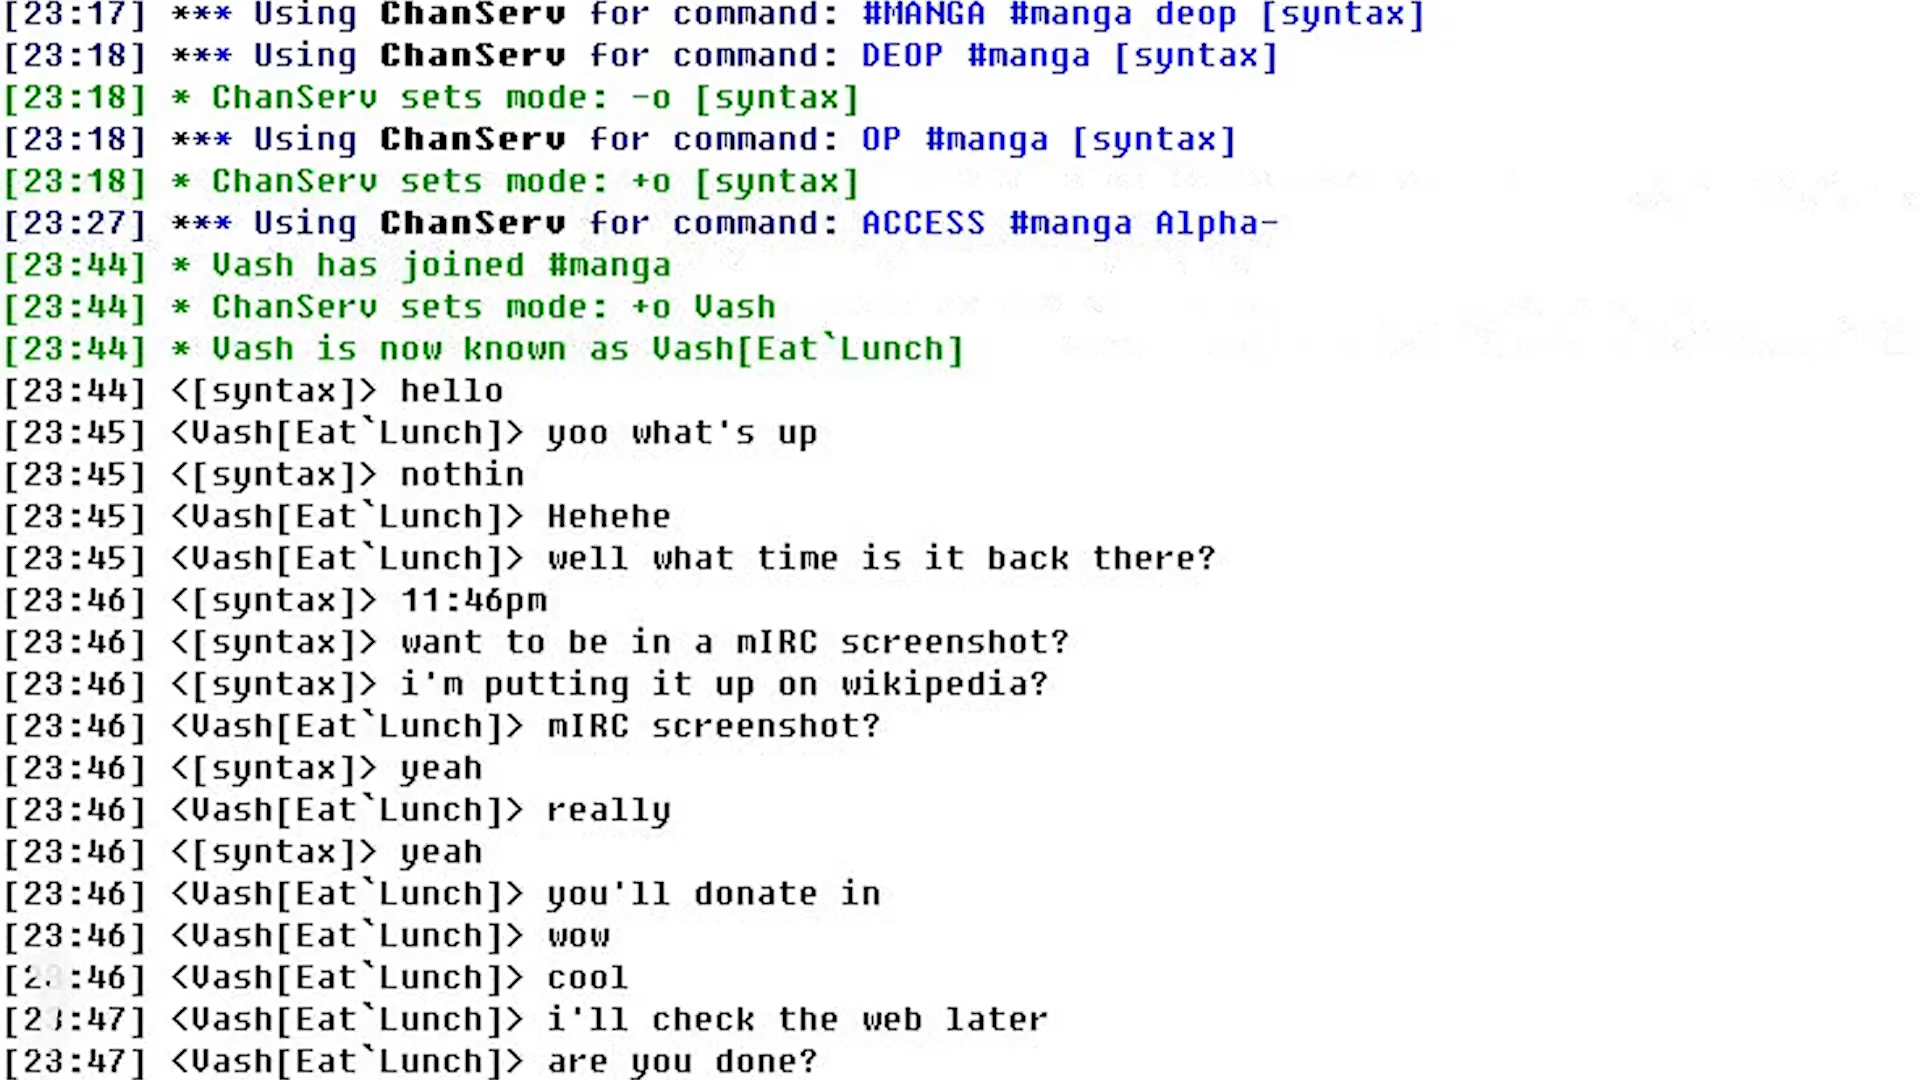 [23:17] *** Using ChanServ for command: #MANGA #manga deop [syntax]
[23:18] *** Using ChanServ for command: DEOP #manga [syntax]
[23:18] * ChanServ sets mode: -o [syntax]
[23:18] *** Using ChanServ for command: OP #manga [syntax]
[23:18] * ChanServ sets mode: +o [syntax]
[23:27] *** Using ChanServ for command: ACCESS #manga Alpha-
[23:44] * Vash has joined #manga
[23:44] * ChanServ sets mode: +o Vash
[23:44] * Vash is now known as Vash[Eat`Lunch]
[23:44] <[syntax]> hello
[23:45] <Vash[Eat`Lunch]> yoo what's up
[23:45] <[syntax]> nothin
[23:45] <Vash[Eat`Lunch]> Hehehe
[23:45] <Vash[Eat`Lunch]> well what time is it back there?
[23:46] <[syntax]> 11:46pm
[23:46] <[syntax]> want to be in a mIRC screenshot?
[23:46] <[syntax]> i'm putting it up on wikipedia?
[23:46] <Vash[Eat`Lunch]> mIRC screenshot?
[23:46] <[syntax]> yeah
[23:46] <Vash[Eat`Lunch]> really
[23:46] <[syntax]> yeah
[23:46] <Vash[Eat`Lunch]> you'll donate in
[23:46] <Vash[Eat`Lunch]> wow
[23:46] <Vash[Eat`Lunch]> cool
[23:47] <Vash[Eat`Lunch]> i'll check the web later
[23:47] <Vash[Eat`Lunch]> are you done?